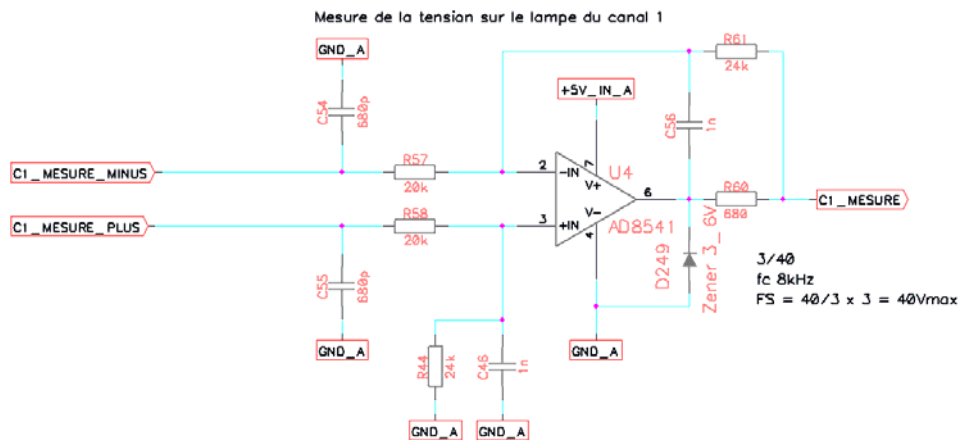 Mesure de la tension sur le lampe du canal 1
GND_A
R61
24k
+5V_IN_A
C54
680p
C56
1n
C1_MESURE_MINUS
R57
20k
2
-IN
7
V+
U4
6
R60
680
C1_MESURE
C1_MESURE_PLUS
R58
20k
3
+IN
V-
4
AD8541
D249
Zener 3_6V
3/40
fc 8kHz
FS = 40/3 x 3 = 40Vmax
C55
680p
GND_A
R44
24k
C46
1n
GND_A
GND_A
GND_A